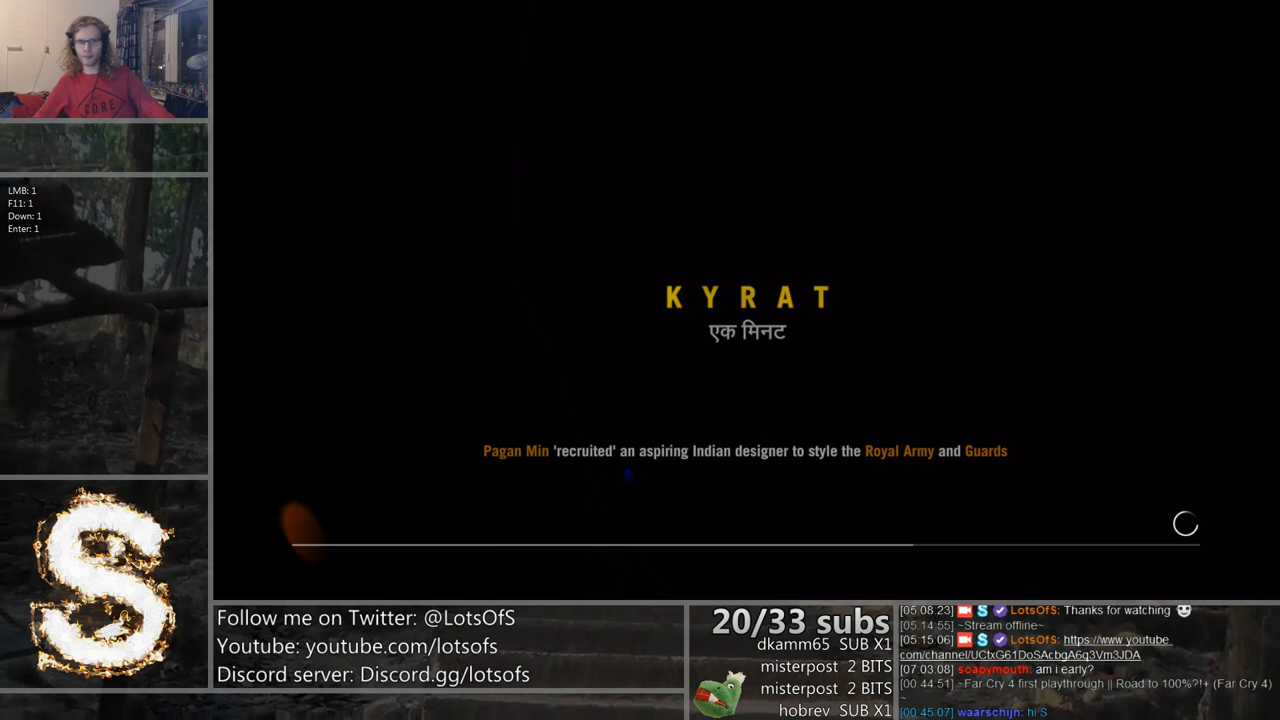 CORE
LMB: 1
F11: 1
Down: 1
Enter: 1
KYRAT
एक मिनट
Pagan Min 'recruited' an aspiring Indian designer to style the Royal Army and Guards
S
Follow me on Twitter: @LotsOfS
Youtube: youtube.com/lotsofs
Discord server: Discord.gg/lotsofs
20/33 subs
dkamm65 SUB X1
misterpost 2 BITS
misterpost 2 BITS
hobrev SUB X1
[05:08:23] LotsOfS: Thanks for watching
[05:14:55] ~Stream offline~
[05:15:06] LotsOfS: https://www.youtube.
com/channel/UCtxG61DoSAcbgA6q3Vm3JDA
[07:03:08] soapymouth: am i early?
[00:44:51] ~Far Cry 4 first playthrough || Road to 100%?!+ (Far Cry 4)
~
[00:45:07] waarschijn: hi S